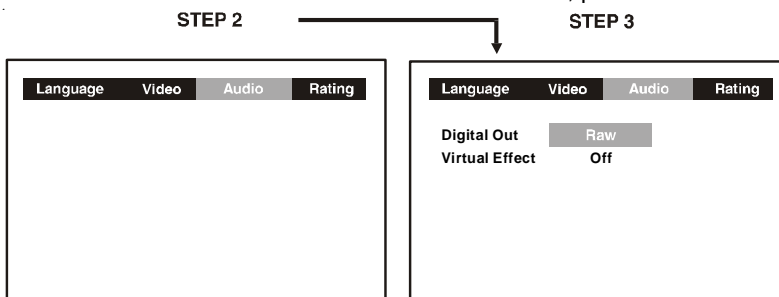 STEP 2
STEP 3
Language Video Audio Rating
Language Video Audio Rating
Digital Out Raw
Virtual Effect Off